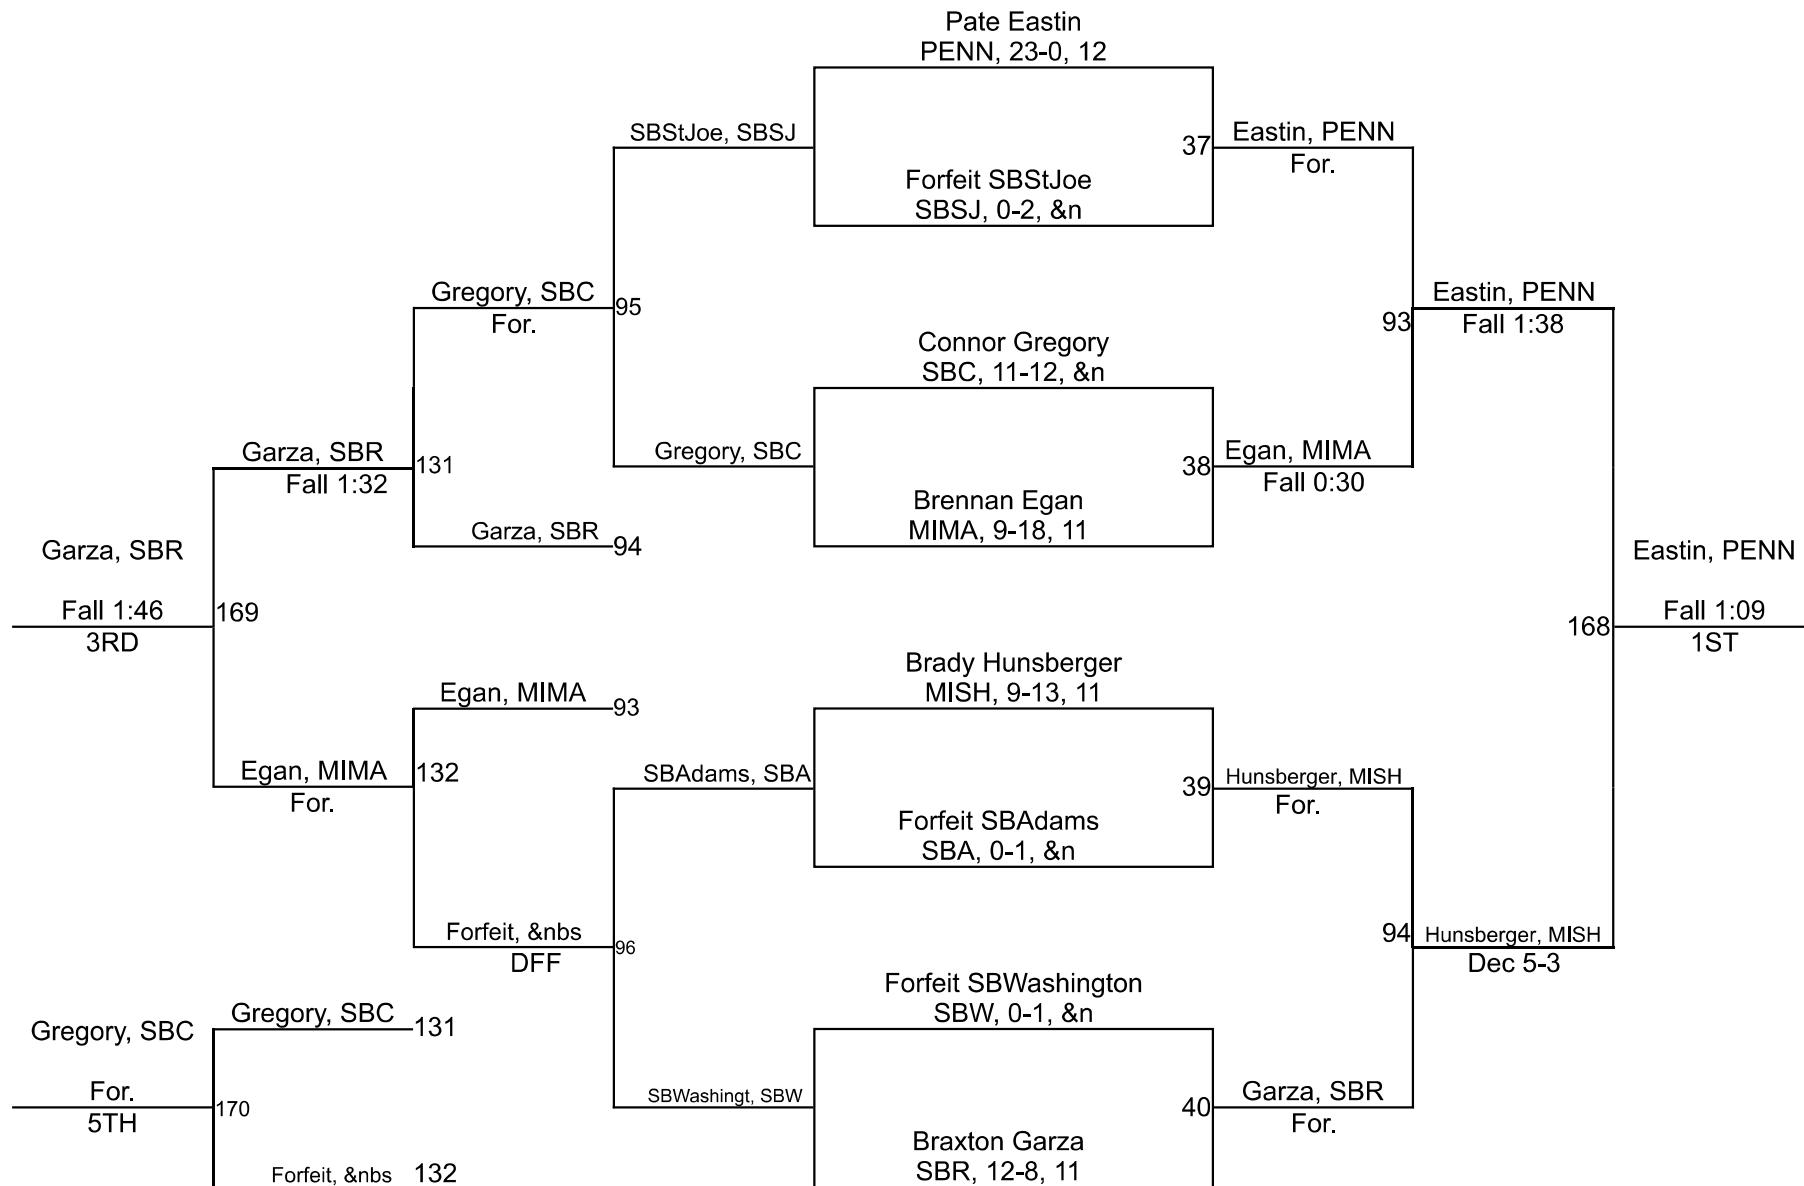 Pate Eastin
PENN, 23-0, 12
SBStJoe, SBSJ
37
Eastin, PENN
For.
Forfeit SBStJoe
SBSJ, 0-2, &n
Gregory, SBC
For.
95
Eastin, PENN
Fall 1:38
93
Connor Gregory
SBC, 11-12, &n
Garza, SBR
Fall 1:32
131
Gregory, SBC
38
Egan, MIMA
Fall 0:30
Brennan Egan
MIMA, 9-18, 11
Garza, SBR
94
Garza, SBR
Fall 1:46
3RD
169
Eastin, PENN
Fall 1:09
1ST
168
Brady Hunsberger
MISH, 9-13, 11
Egan, MIMA
93
Egan, MIMA
For.
132
SBAdams, SBA
39
Hunsberger, MISH
For.
Forfeit SBAdams
SBA, 0-1, &n
Forfeit, &nbs
DFF
96
94
Hunsberger, MISH
Dec 5-3
Forfeit SBWashington
SBW, 0-1, &n
Gregory, SBC
131
Gregory, SBC
For.
5TH
170
SBWashingt, SBW
40
Garza, SBR
For.
Braxton Garza
SBR, 12-8, 11
Forfeit, &nbs
132